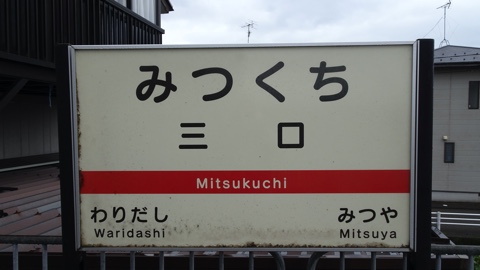 みつくち
三口
Mitsukuchi
わりだし みつや
Waridashi Mitsuya